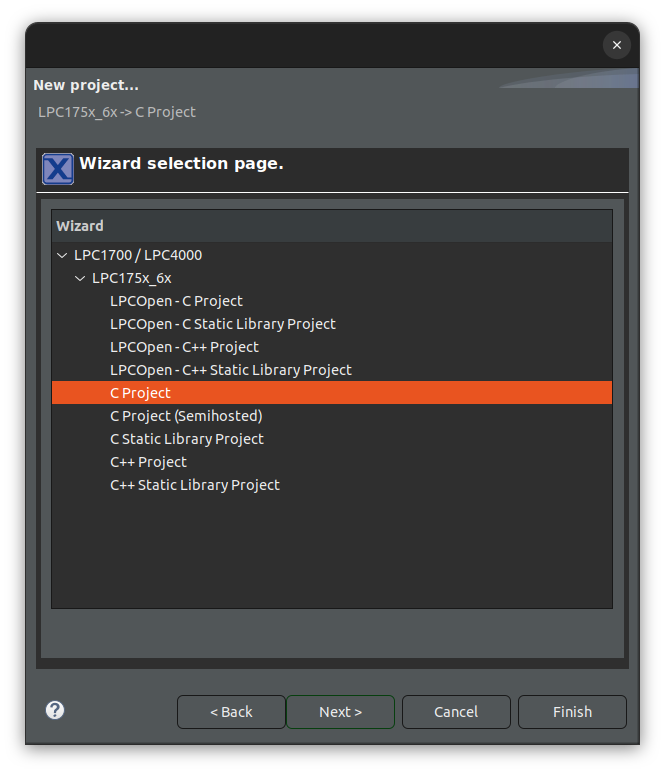 New project...
LPC175x_6x -> C Project
X
Wizard selection page.
Wizard
LPC1700 / LPC4000
LPC175x_6x
LPCOpen - C Project
LPCOpen - C Static Library Project
LPCOpen - C++ Project
LPCOpen - C++ Static Library Project
C Project
C Project (Semihosted)
C Static Library Project
C++ Project
C++ Static Library Project
? < Back Next > Cancel Finish